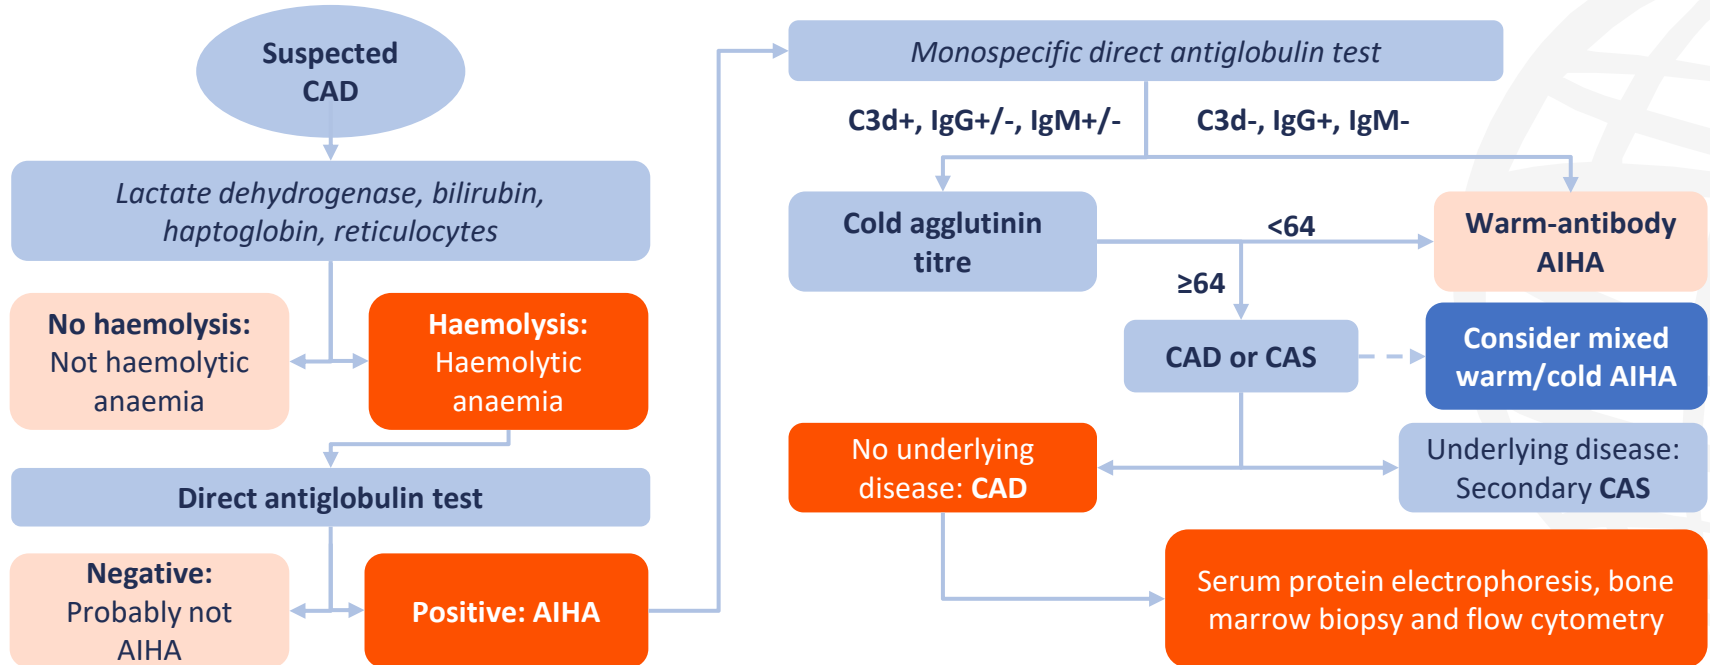 Suspected
CAD
Lactate dehydrogenase, bilirubin,
haptoglobin, reticulocytes
No haemolysis:
Not haemolytic
anaemia
Haemolysis:
Haemolytic
anaemia
Direct antiglobulin test
Negative:
Probably not
AIHA
Positive: AIHA
Monospecific direct antiglobulin test
C3d+, IgG+/-, IgM+/-
C3d-, IgG+, IgM-
Cold agglutinin
titre
<64
Warm-antibody
AIHA
≥64
CAD or CAS
Consider mixed
warm/cold AIHA
No underlying
disease: CAD
Underlying disease:
Secondary CAS
Serum protein electrophoresis, bone
marrow biopsy and flow cytometry